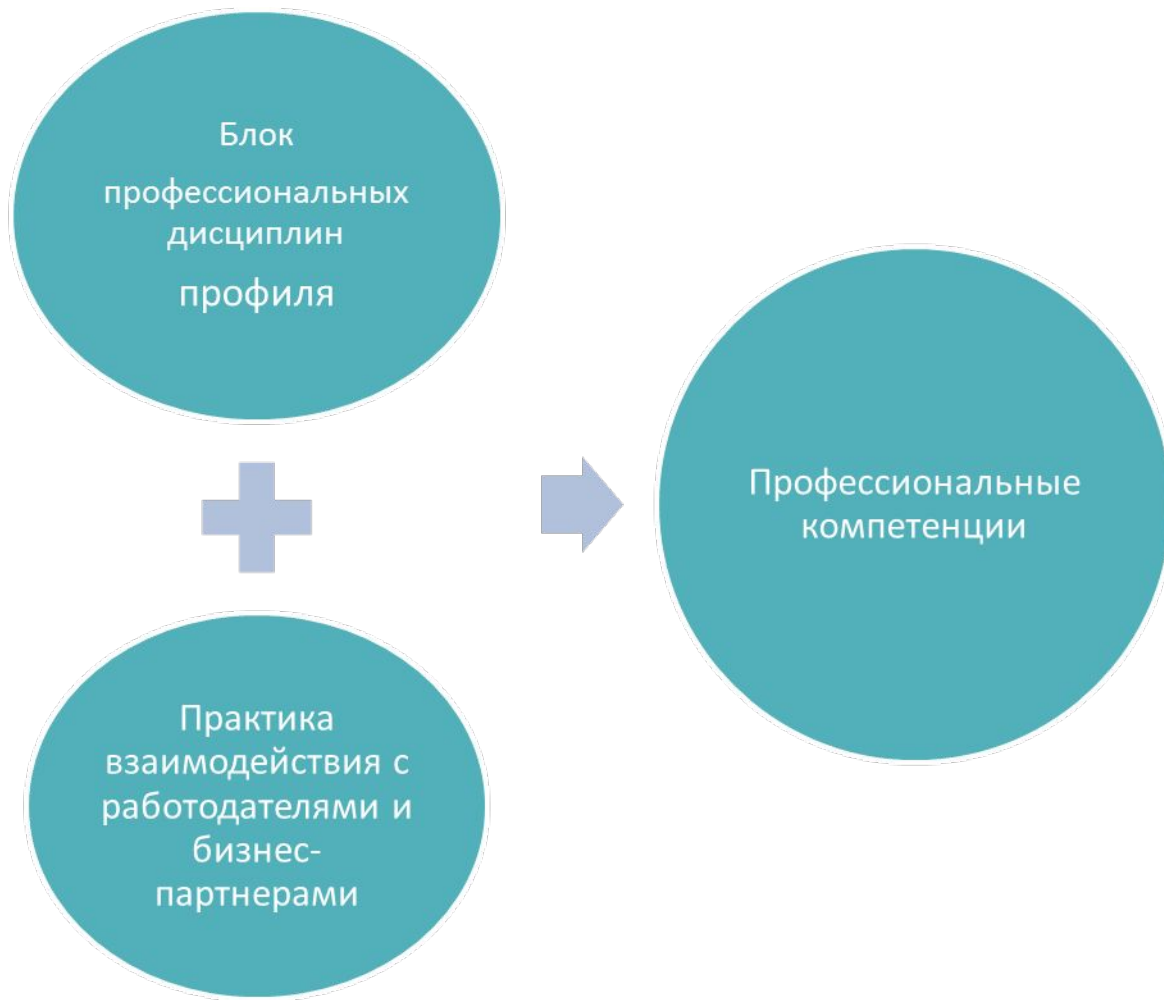 Блок
профессиональных
дисциплин
профиля
Практика
взаимодействия с
работодателями и
бизнес-
партнерами
Профессиональные
компетенции